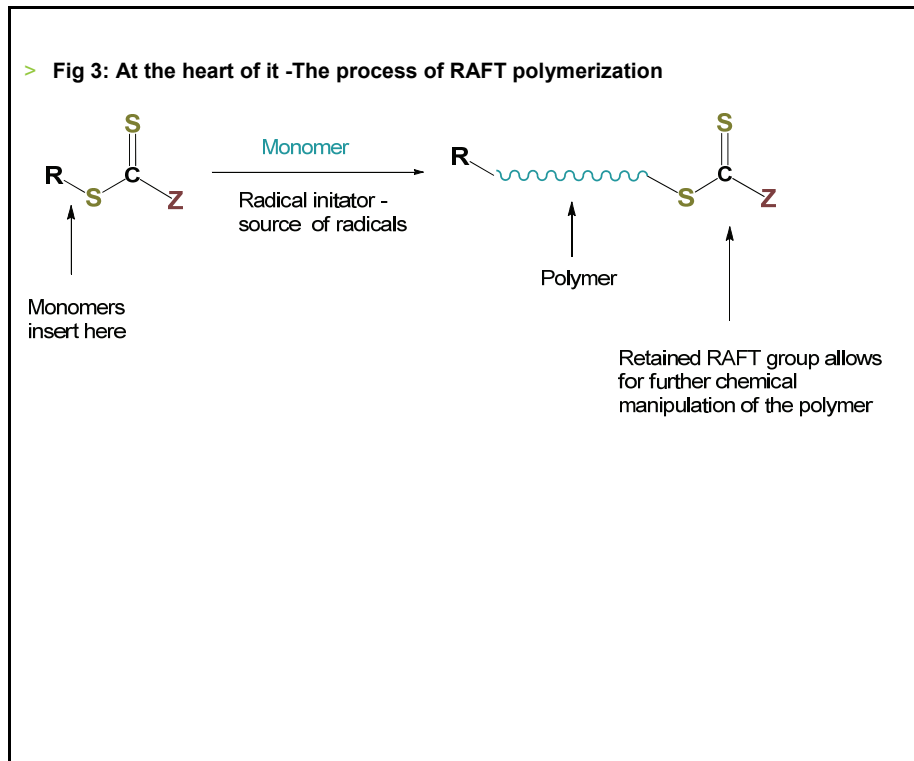 > Fig 3: At the heart of it -The process of RAFT polymerization
S
R
C
S
Z
Monomers
insert here
Monomer
Radical initator -
source of radicals
R
S
C
S
Z
Polymer
Retained RAFT group allows
for further chemical
manipulation of the polymer